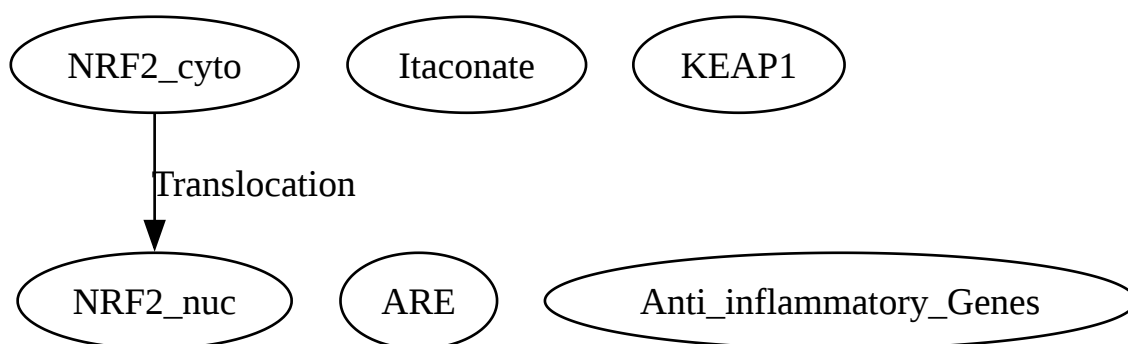 NRF2_cyto
Itaconate
KEAP1
Translocation
NRF2_nuc
ARE
Anti_inflammatory_Genes